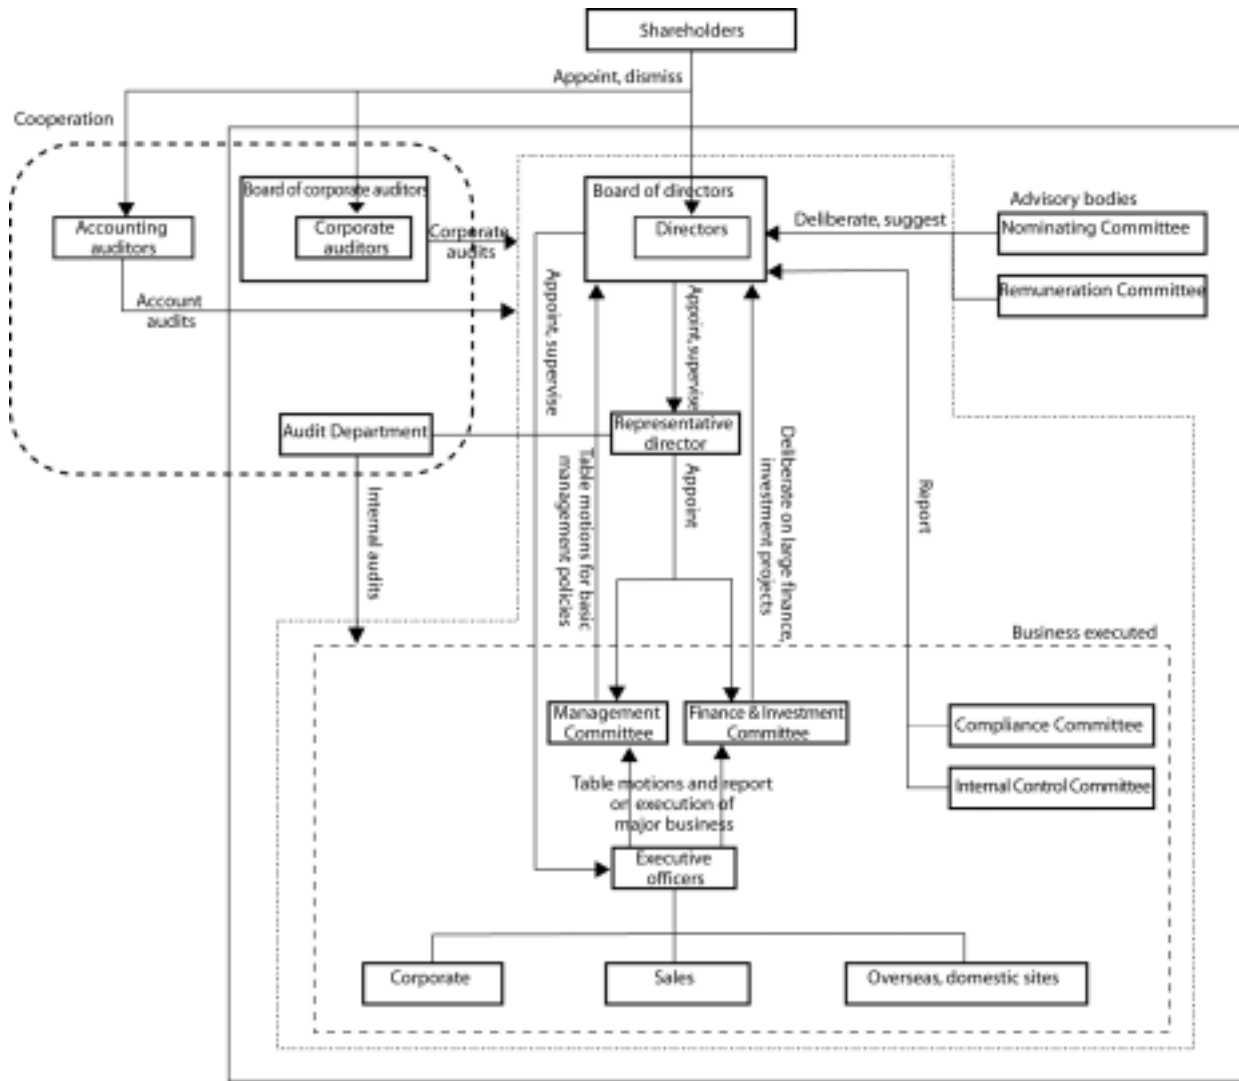 Shareholders
Appoint, dismiss
Cooperation
Board of corporate auditors
Board of directors
Advisory bodies
Accounting
auditors
Corporate
auditors
Corporate
audits
Directors
Deliberate, suggest
Nominating Committee
Remuneration Committee
Account
audits
Appoint, supervise
Appoint, supervise
Audit Department
Representative
director
Internal audits
Table motions for basic
management policies
Appoint
Deliberate on large finance,
investment projects
Report
Business executed
Management
Committee
Finance & Investment
Committee
Compliance Committee
Internal Control Committee
Table motions and report
on execution of
major business
Executive
officers
Corporate
Sales
Overseas, domestic sites